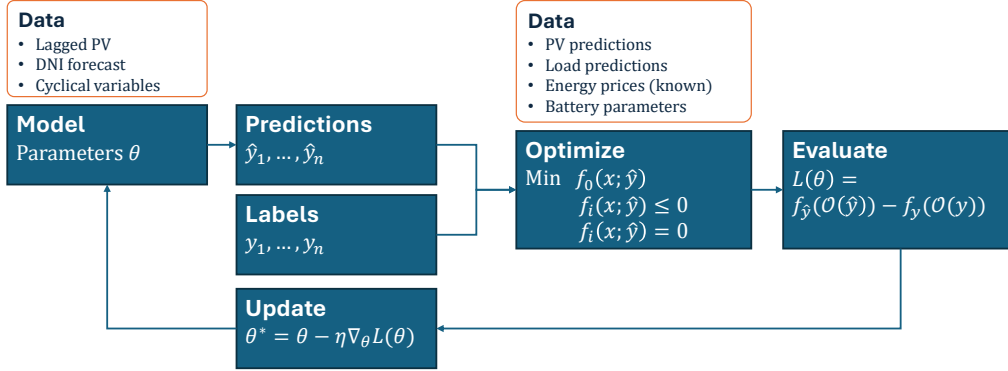 Data
• Lagged PV
• DNI forecast
• Cyclical variables
Data
• PV predictions
• Load predictions
• Energy prices (known)
• Battery parameters
Model
Parameters θ
Predictions
ŷ₁, … , ŷₙ
Labels
y₁, … , yₙ
Optimize
Min f₀(x; ŷ)
fᵢ(x; ŷ) ≤ 0
fᵢ(x; ŷ) = 0
Evaluate
L(θ) =
f_ŷ(𝒪(ŷ)) − f_y(𝒪(y))
Update
θ* = θ − η∇_θL(θ)